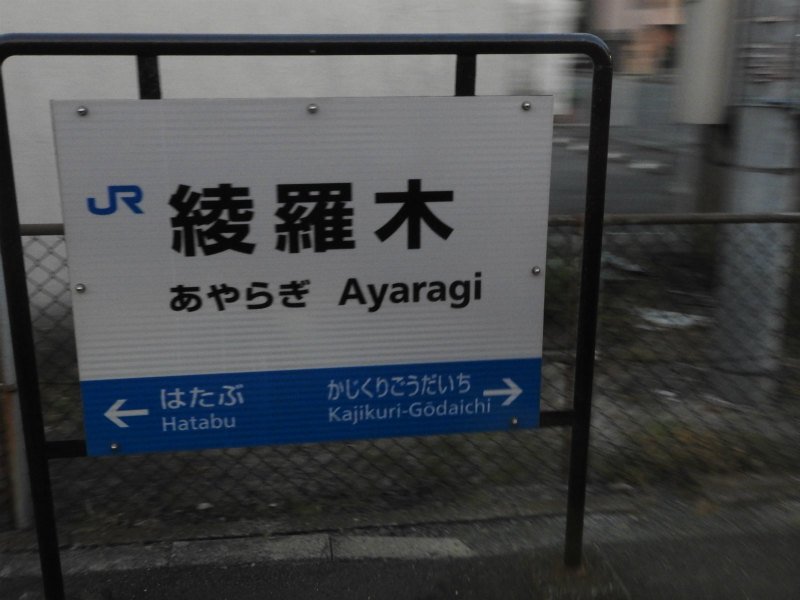 JR 綾羅木
あやらぎ Ayaragi
← はたぶ かじくりごうだいち →
Hatabu Kajikuri-Gōdaichi